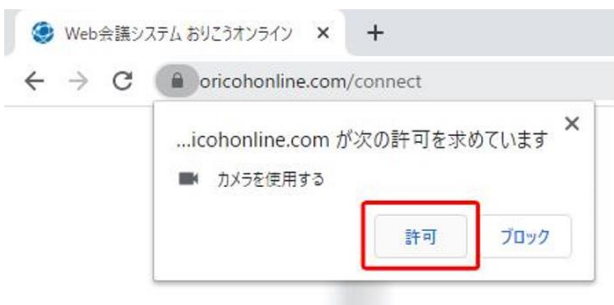 Web会議システム おりこうオンライン
oricohonline.com/connect
...icohonline.com が次の許可を求めています
カメラを使用する
許可
ブロック